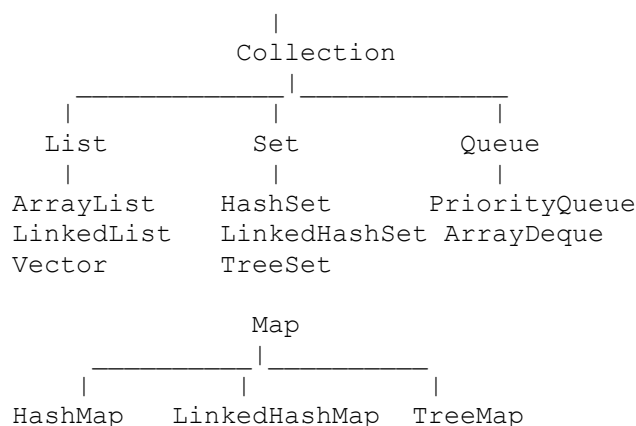 Collection
List Set Queue
ArrayList HashSet PriorityQueue
LinkedList LinkedHashSet ArrayDeque
Vector TreeSet
Map
HashMap LinkedHashMap TreeMap